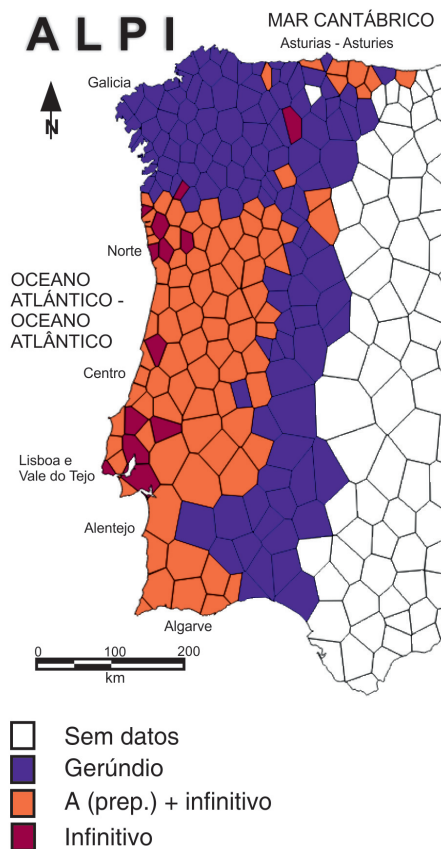 ALPI
MAR CANTÁBRICO
Asturias - Asturies
Galicia
N
Norte
OCEANO
ATLÁNTICO -
OCEANO
ATLÂNTICO
Centro
Lisboa e
Vale do Tejo
Alentejo
Algarve
0 100 200
km
Sem datos
Gerúndio
A (prep.) + infinitivo
Infinitivo